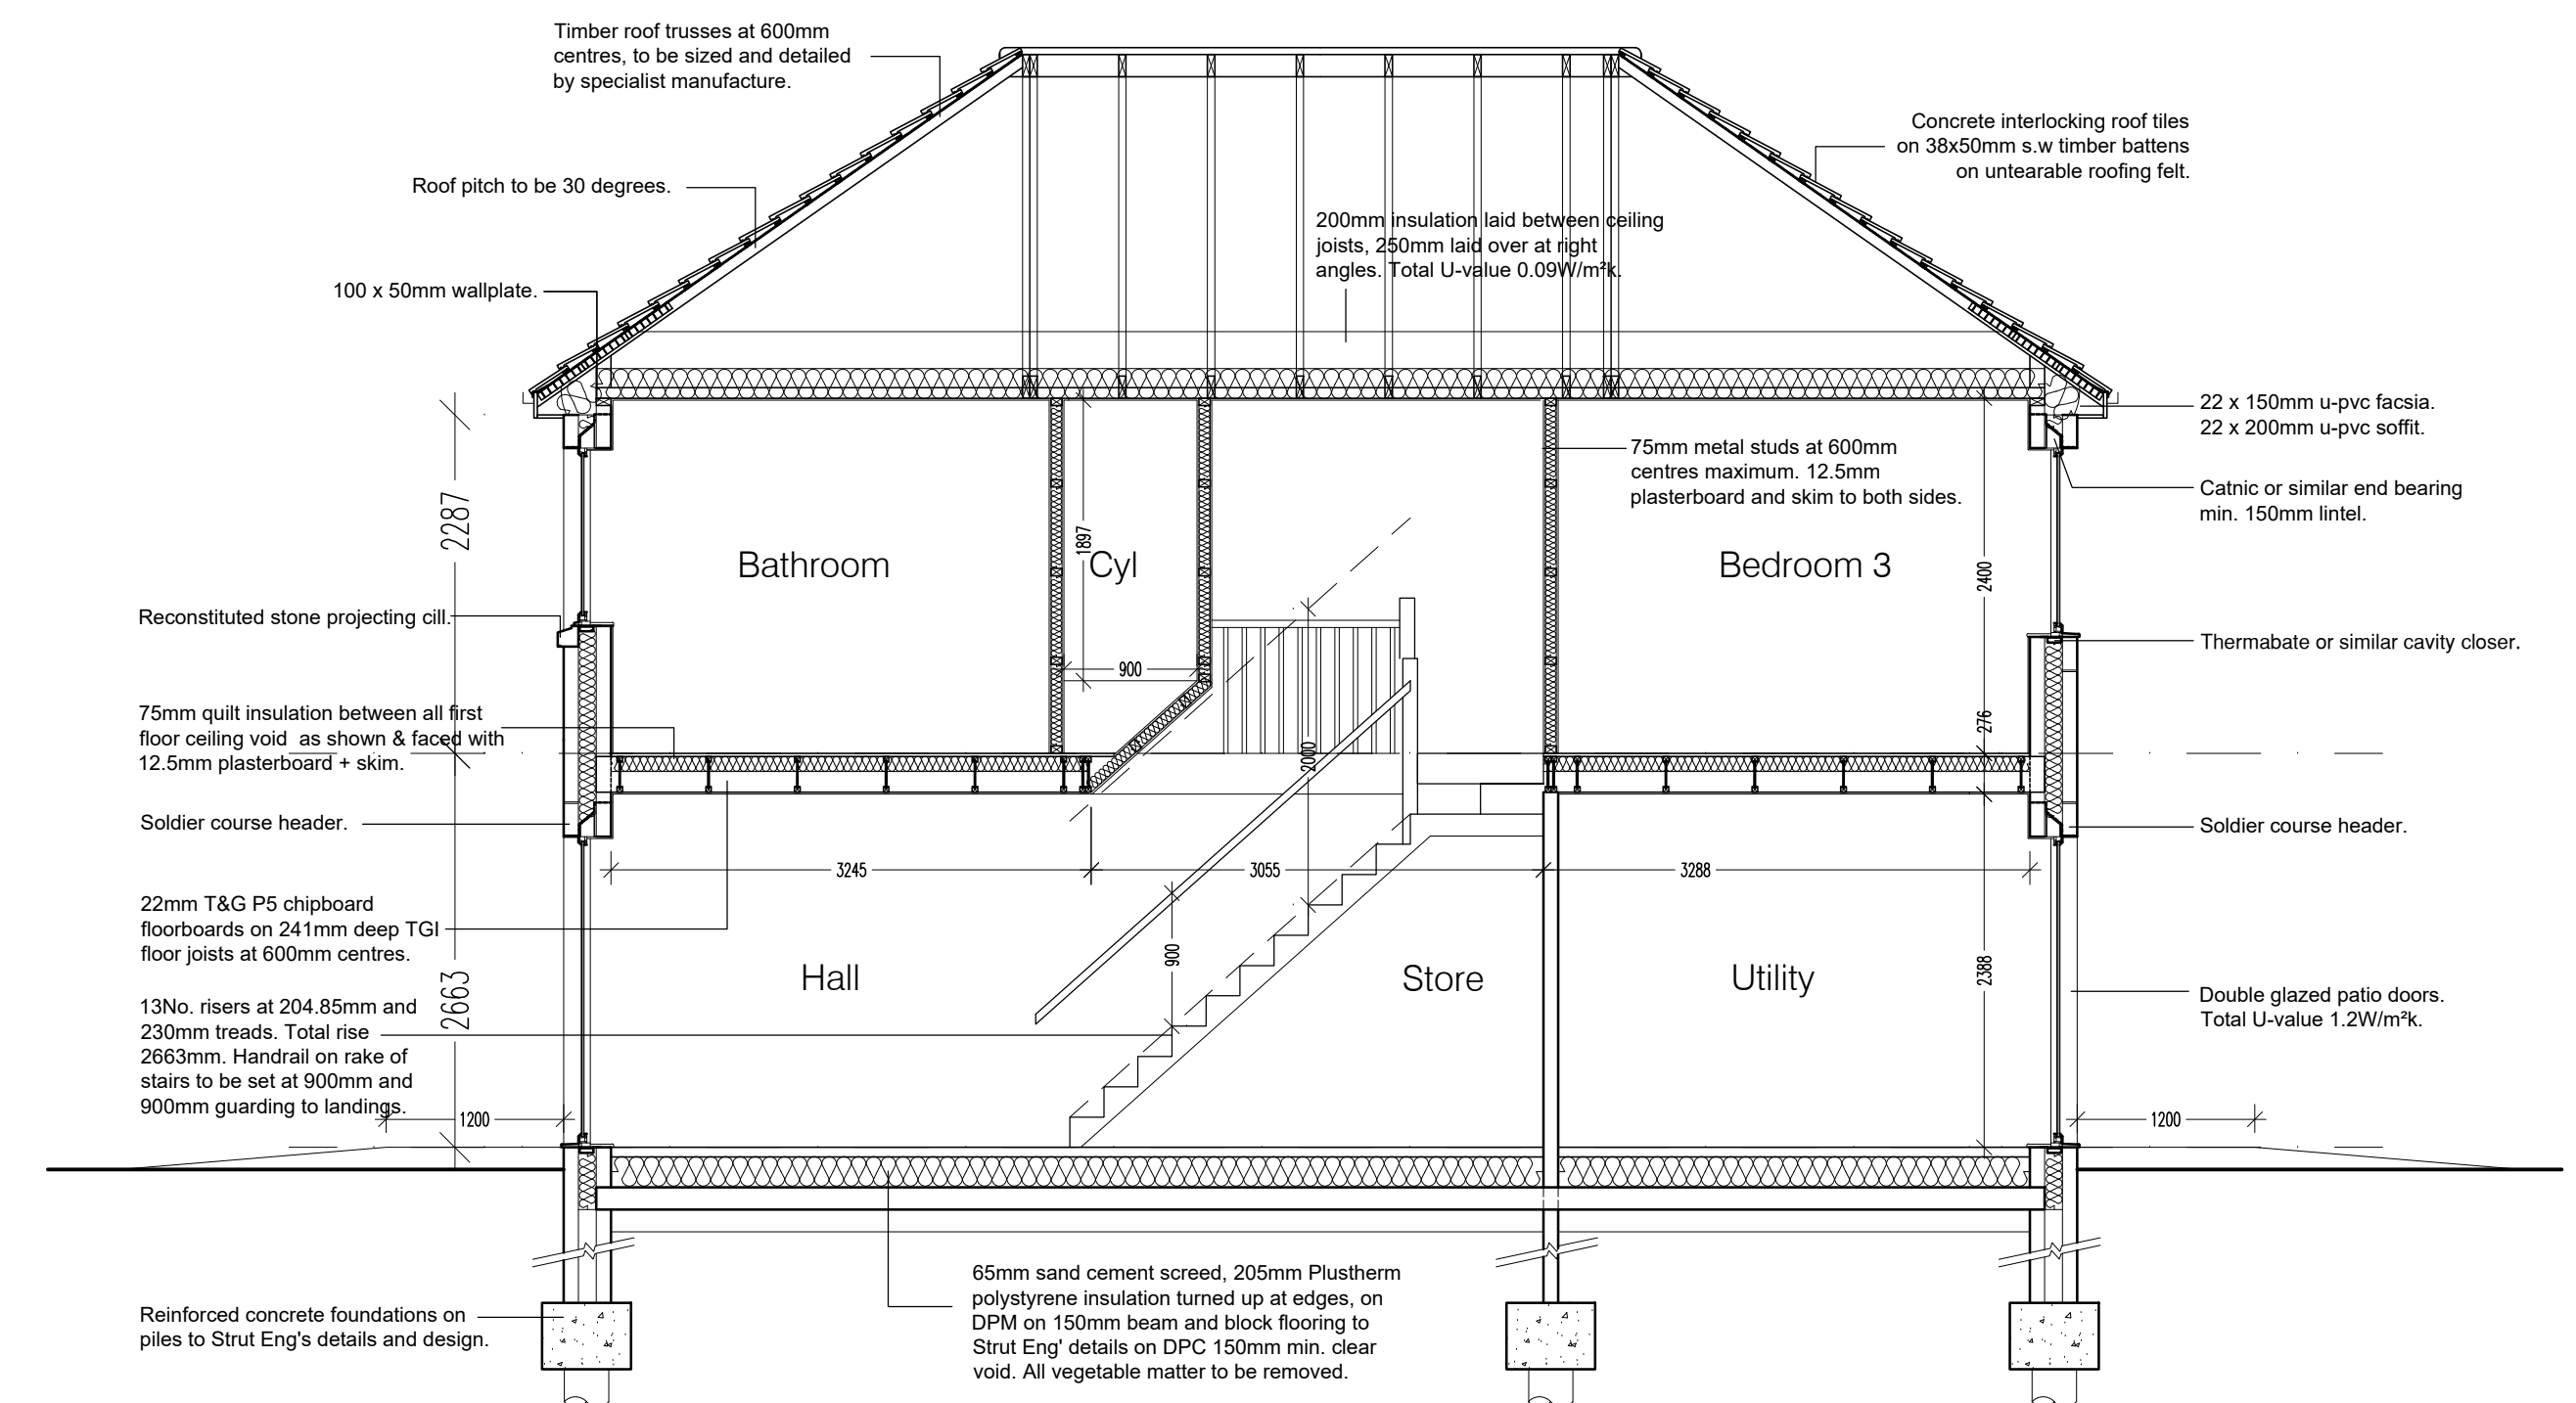 Timber roof trusses at 600mm
centres, to be sized and detailed
by specialist manufacture.
Concrete interlocking roof tiles
on 38x50mm s.w timber battens
on untearable roofing felt.
Roof pitch to be 30 degrees.
200mm insulation laid between ceiling
joists, 250mm laid over at right
angles. Total U-value 0.09W/m²k.
100 x 50mm wallplate.
22 x 150mm u-pvc facsia.
22 x 200mm u-pvc soffit.
75mm metal studs at 600mm
centres maximum. 12.5mm
plasterboard and skim to both sides.
Catnic or similar end bearing
min. 150mm lintel.
2287
1897
Bathroom
Cyl
Bedroom 3
2400
Reconstituted stone projecting cill.
Thermabate or similar cavity closer.
900
276
2000
75mm quilt insulation between all first
floor ceiling void as shown & faced with
12.5mm plasterboard + skim.
Soldier course header.
Soldier course header.
3245
3055
3288
22mm T&G P5 chipboard
floorboards on 241mm deep TGI
floor joists at 600mm centres.
900
2388
Hall
Store
Utility
2663
13No. risers at 204.85mm and
230mm treads. Total rise
2663mm. Handrail on rake of
stairs to be set at 900mm and
900mm guarding to landings.
Double glazed patio doors.
Total U-value 1.2W/m²k.
1200
1200
65mm sand cement screed, 205mm Plustherm
polystyrene insulation turned up at edges, on
DPM on 150mm beam and block flooring to
Strut Eng' details on DPC 150mm min. clear
void. All vegetable matter to be removed.
Reinforced concrete foundations on
piles to Strut Eng's details and design.